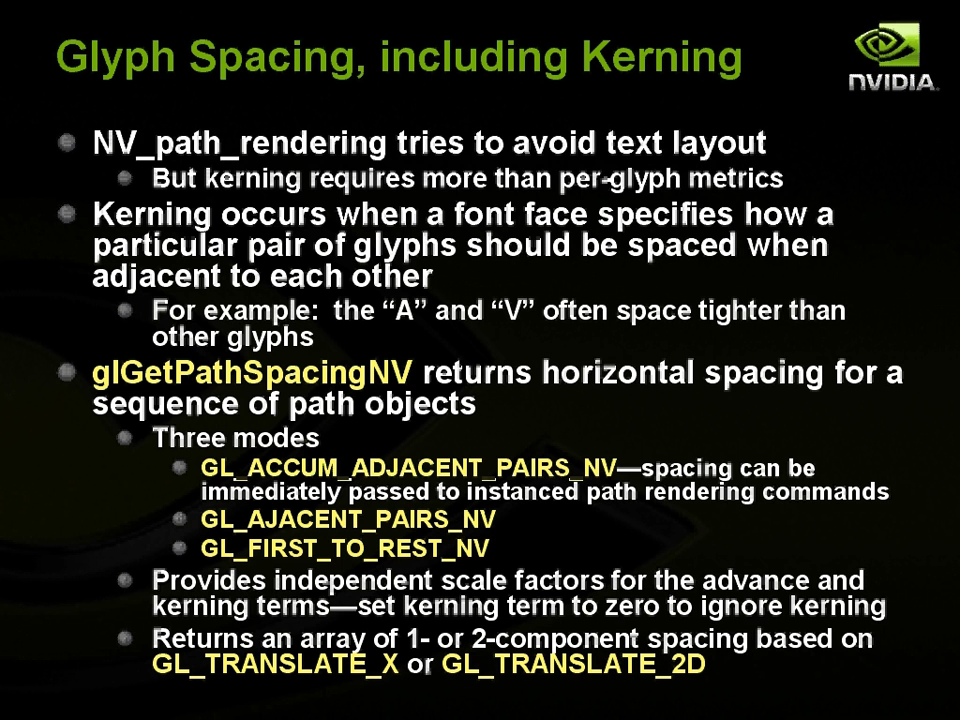 Glyph Spacing, including Kerning
NVIDIA.
NV_path_rendering tries to avoid text layout
But kerning requires more than per-glyph metrics
Kerning occurs when a font face specifies how a
particular pair of glyphs should be spaced when
adjacent to each other
For example:  the “A” and “V” often space tighter than
other glyphs
glGetPathSpacingNV returns horizontal spacing for a
sequence of path objects
Three modes
GL_ACCUM_ADJACENT_PAIRS_NV—spacing can be
immediately passed to instanced path rendering commands
GL_AJACENT_PAIRS_NV
GL_FIRST_TO_REST_NV
Provides independent scale factors for the advance and
kerning terms—set kerning term to zero to ignore kerning
Returns an array of 1- or 2-component spacing based on
GL_TRANSLATE_X or GL_TRANSLATE_2D